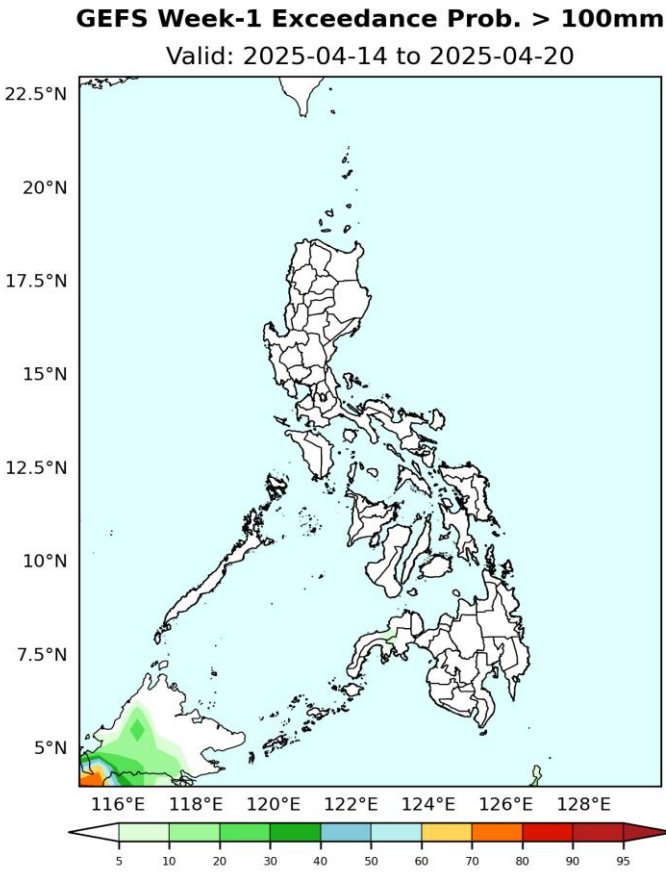 GEFS Week-1 Exceedance Prob. > 100mm
Valid: 2025-04-14 to 2025-04-20
22.5°N
20°N
17.5°N
15°N
12.5°N
10°N
7.5°N
5°N
116°E 118°E 120°E 122°E 124°E 126°E 128°E
5 10 20 30 40 50 60 70 80 90 95